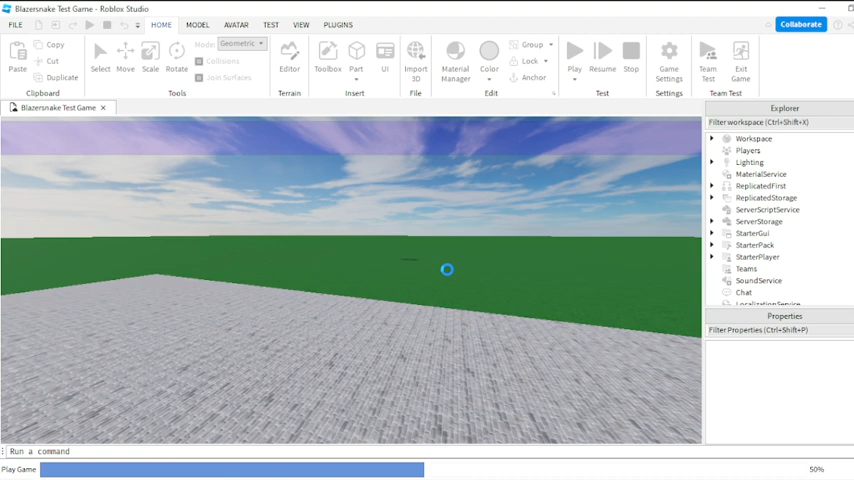 Blazersnake Test Game - Roblox Studio
FILE HOME MODEL AVATAR TEST VIEW PLUGINS Collaborate
Paste Copy Cut Duplicate
Select Move Scale Rotate
Mode: Geometric
Collisions
Join Surfaces
Editor Toolbox Part UI Import 3D
Material Manager Color Group Lock Anchor
Play Resume Stop Game Settings Team Test Exit Game
Clipboard Tools Terrain Insert File Edit Test Settings Team Test
Blazersnake Test Game
Explorer
Filter workspace (Ctrl+Shift+X)
Workspace
Players
Lighting
MaterialService
ReplicatedFirst
ReplicatedStorage
ServerScriptService
ServerStorage
StarterGui
StarterPack
StarterPlayer
Teams
SoundService
Chat
LocalizationService
Properties
Filter Properties (Ctrl+Shift+P)
Run a command
Play Game 50%